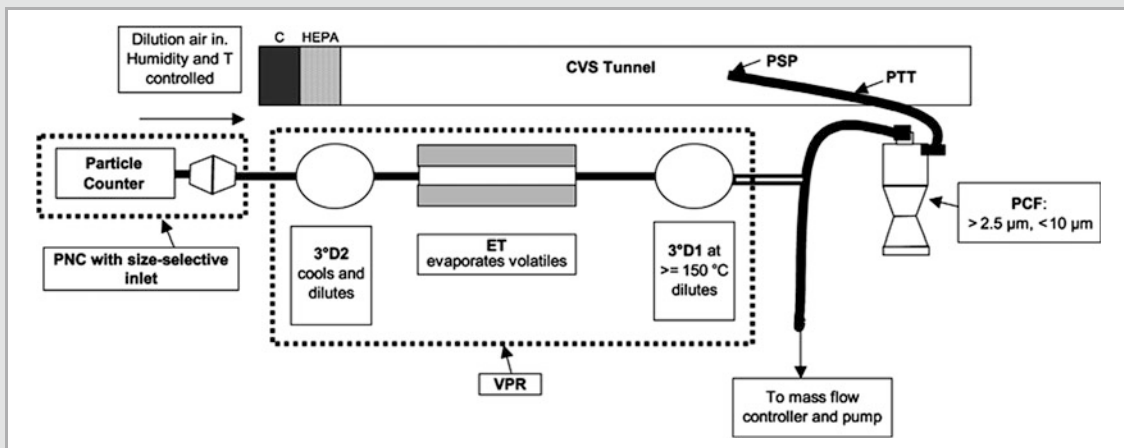 Dilution air in.
Humidity and T
controlled
C HEPA
CVS Tunnel
PSP
PTT
Particle
Counter
PCF:
> 2.5 µm, <10 µm
PNC with size-selective
inlet
3°D2
cools and
dilutes
ET
evaporates volatiles
3°D1 at
>= 150 °C
dilutes
VPR
To mass flow
controller and pump